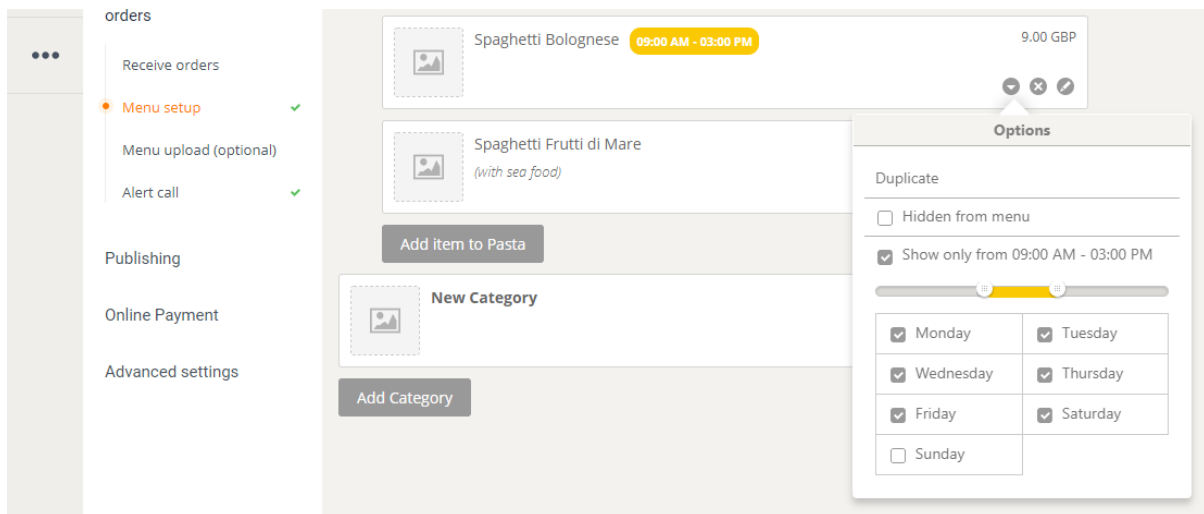 orders
Receive orders
Menu setup
Menu upload (optional)
Alert call
Publishing
Online Payment
Advanced settings
Spaghetti Bolognese 09:00 AM - 03:00 PM 9.00 GBP
Spaghetti Frutti di Mare
(with sea food)
Add item to Pasta
New Category
Add Category
Options
Duplicate
Hidden from menu
Show only from 09:00 AM - 03:00 PM
Monday Tuesday
Wednesday Thursday
Friday Saturday
Sunday